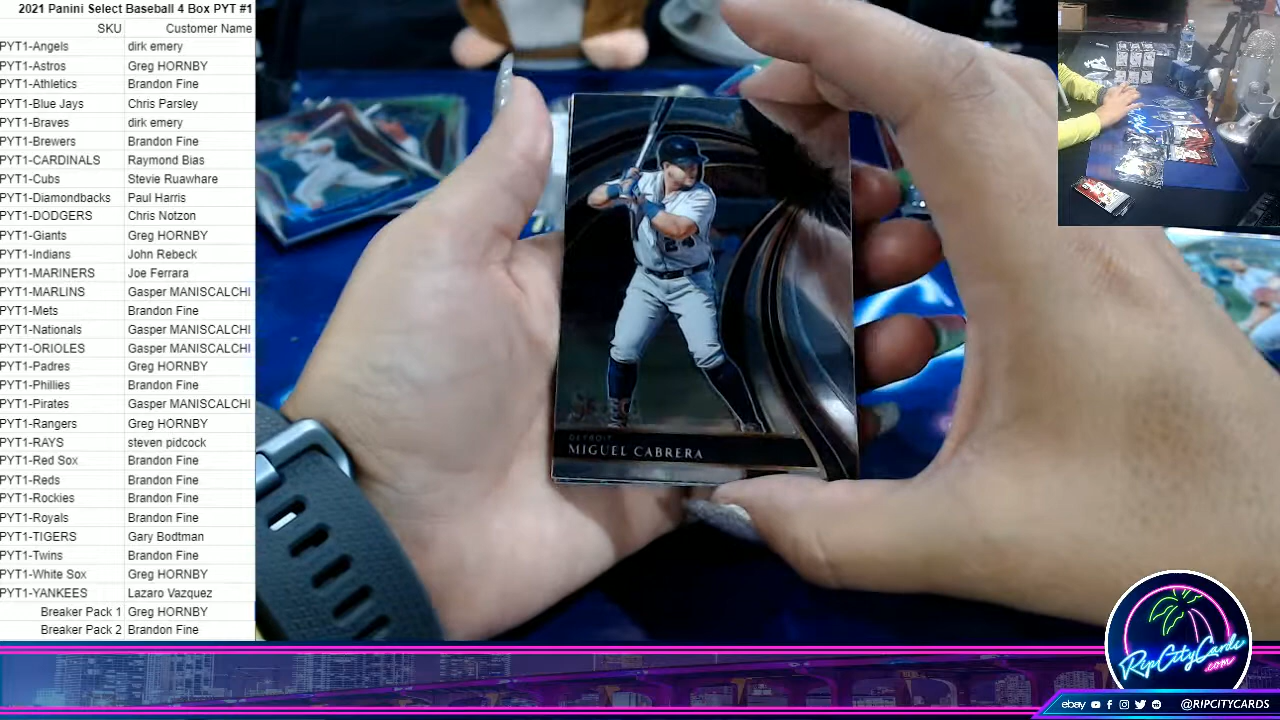 2021 Panini Select Baseball 4 Box PYT #1
SKU Customer Name
PYT1-Angels dirk emery
PYT1-Astros Greg HORNBY
PYT1-Athletics Brandon Fine
PYT1-Blue Jays Chris Parsley
PYT1-Braves dirk emery
PYT1-Brewers Brandon Fine
PYT1-CARDINALS Raymond Bias
PYT1-Cubs Stevie Ruawhare
PYT1-Diamondbacks Paul Harris
PYT1-DODGERS Chris Notzon
PYT1-Giants Greg HORNBY
PYT1-Indians John Rebeck
PYT1-MARINERS Joe Ferrara
PYT1-MARLINS Gasper MANISCALCHI
PYT1-Mets Brandon Fine
PYT1-Nationals Gasper MANISCALCHI
PYT1-ORIOLES Gasper MANISCALCHI
PYT1-Padres Greg HORNBY
PYT1-Phillies Brandon Fine
PYT1-Pirates Gasper MANISCALCHI
PYT1-Rangers Greg HORNBY
PYT1-RAYS steven pidcock
PYT1-Red Sox Brandon Fine
PYT1-Reds Brandon Fine
PYT1-Rockies Brandon Fine
PYT1-Royals Brandon Fine
PYT1-TIGERS Gary Bodtman
PYT1-Twins Brandon Fine
PYT1-White Sox Greg HORNBY
PYT1-YANKEES Lazaro Vazquez
Breaker Pack 1 Greg HORNBY
Breaker Pack 2 Brandon Fine
DETROIT
MIGUEL CABRERA
RipCityCards
.com
ebay @RIPCITYCARDS